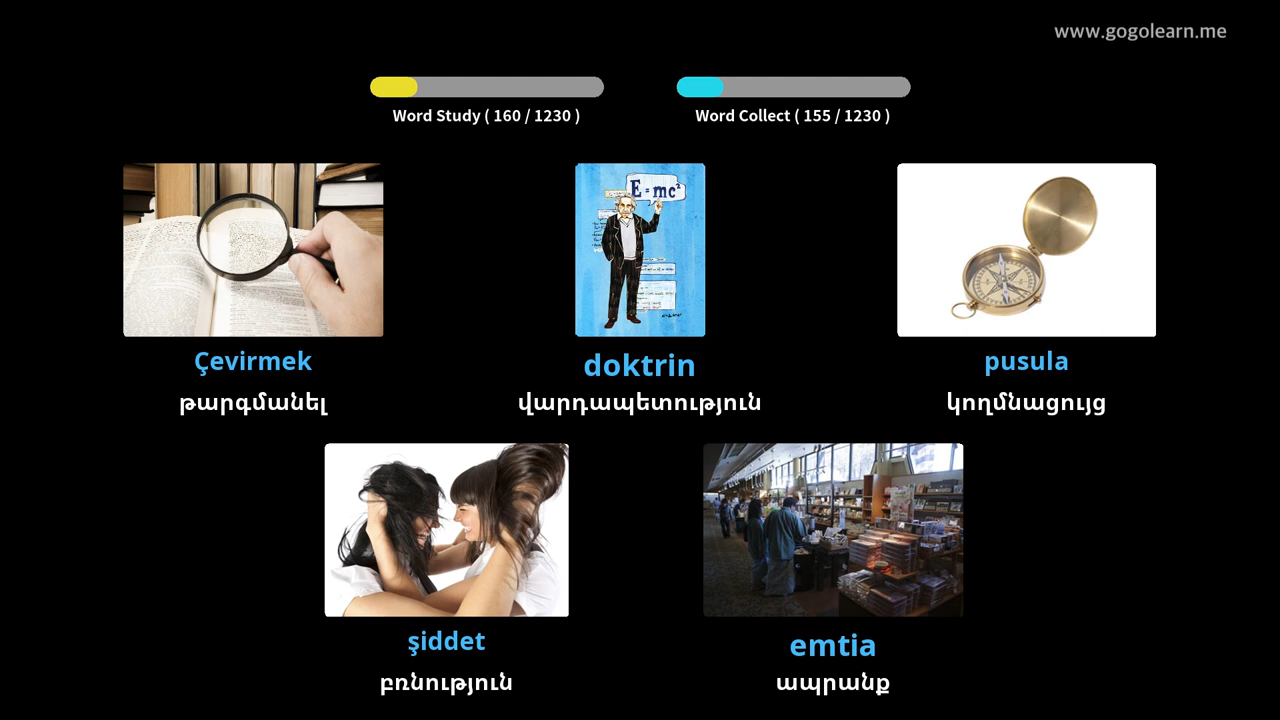 www.gogolearn.me
Word Study ( 160 / 1230 )
Word Collect ( 155 / 1230 )
E = mc²
Çevirmek
doktrin
pusula
թարգմանել
վարդապետություն
կողմնացույց
şiddet
emtia
բռնություն
ապրանք